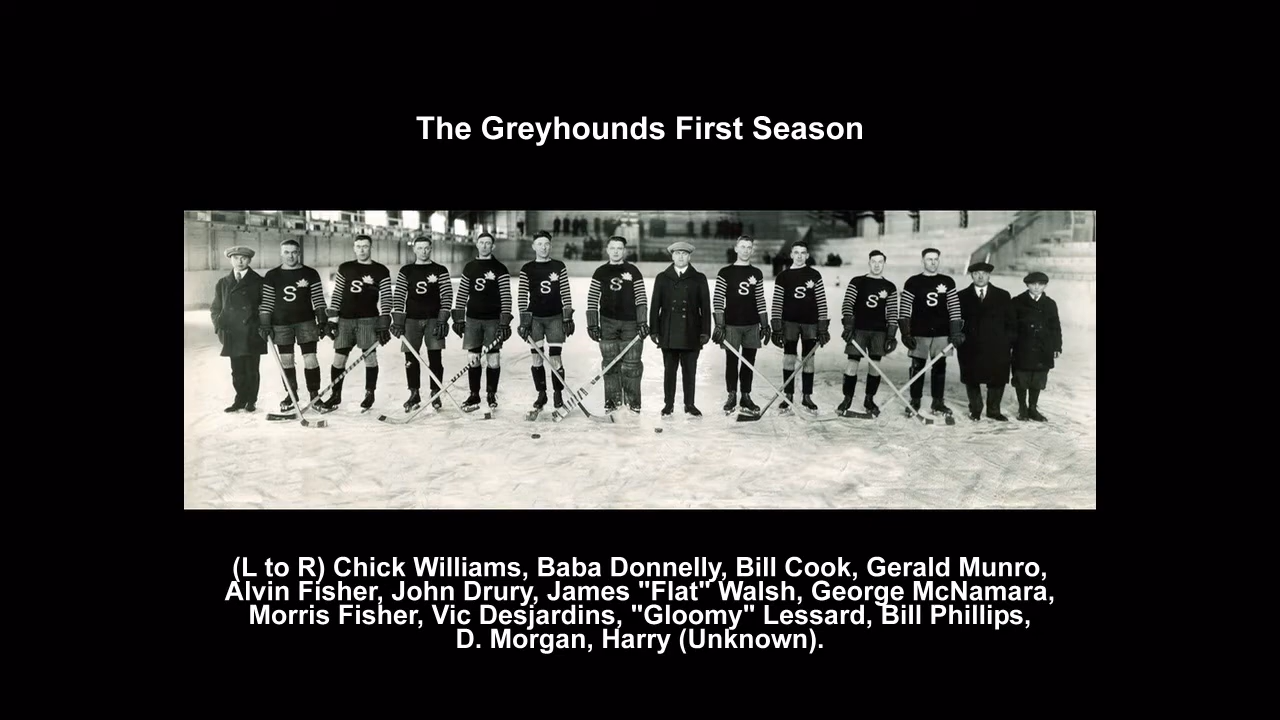 The Greyhounds First Season
S S S S S S S S S S
(L to R) Chick Williams, Baba Donnelly, Bill Cook, Gerald Munro,
Alvin Fisher, John Drury, James "Flat" Walsh, George McNamara,
Morris Fisher, Vic Desjardins, "Gloomy" Lessard, Bill Phillips,
D. Morgan, Harry (Unknown).